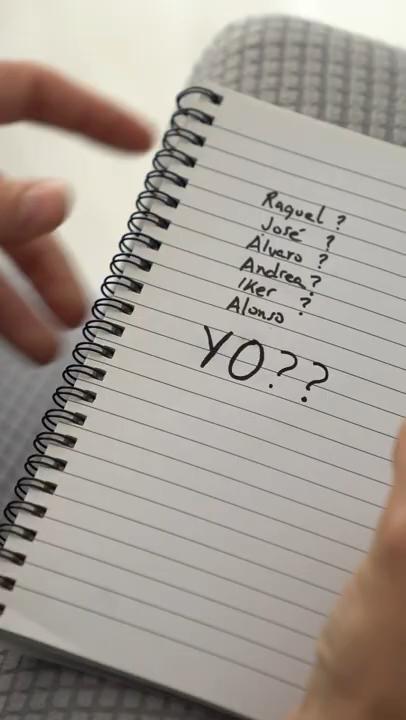 Raquel ?
José ?
Álvaro ?
Andrea?
IKer ?
Alonso
YO??